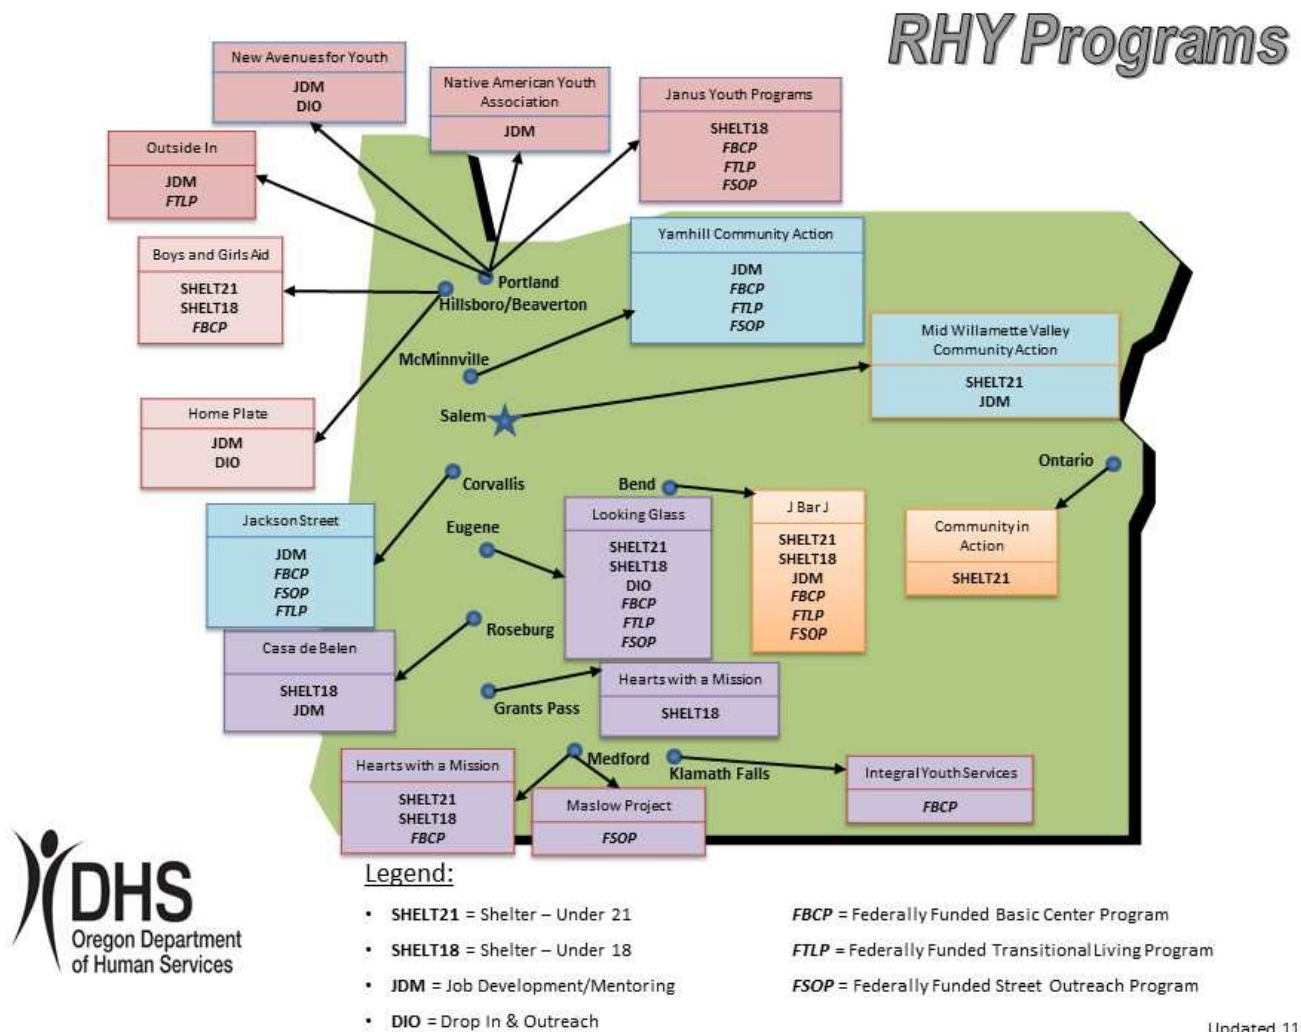 RHY Programs
New Avenues for Youth
JDM
DIO
Native American Youth
Association
JDM
Janus Youth Programs
SHELT18
FBCP
FTLP
FSOP
Outside In
JDM
FTLP
Boys and Girls Aid
SHELT21
SHELT18
FBCP
Yamhill Community Action
JDM
FBCP
FTLP
FSOP
Portland
Hillsboro/Beaverton
McMinnville
Mid Willamette Valley
Community Action
SHELT21
JDM
Salem
Home Plate
JDM
DIO
Corvallis
Bend
Ontario
Jackson Street
JDM
FBCP
FSOP
FTLP
Eugene
Looking Glass
SHELT21
SHELT18
DIO
FBCP
FTLP
FSOP
J Bar J
SHELT21
SHELT18
JDM
FBCP
FTLP
FSOP
Community in
Action
SHELT21
Roseburg
Casa de Belen
SHELT18
JDM
Grants Pass
Hearts with a Mission
SHELT18
Medford
Klamath Falls
Hearts with a Mission
SHELT21
SHELT18
FBCP
Maslow Project
FSOP
Integral Youth Services
FBCP
DHS
Oregon Department
of Human Services
Legend:
• SHELT21 = Shelter – Under 21
• SHELT18 = Shelter – Under 18
• JDM = Job Development/Mentoring
• DIO = Drop In & Outreach
FBCP = Federally Funded Basic Center Program
FTLP = Federally Funded Transitional Living Program
FSOP = Federally Funded Street Outreach Program
Updated 11